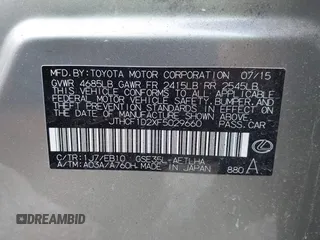 MFD. BY: TOYOTA MOTOR CORPORATION 07/15
GVWR 4685LB GAWR FR 2415LB RR 2545LB
THIS VEHICLE CONFORMS TO ALL APPLICABLE
FEDERAL MOTOR VEHICLE SAFETY, BUMPER, AND
THEFT PREVENTION STANDARDS IN EFFECT ON
THE DATE OF MANUFACTURE SHOWN ABOVE.
JTHCF1D2XF5029660 PASS. CAR
C/TR: 1J7/EB10 GSE35L-AETLHA
A/TM: A03A/A760H MADE IN JAPAN 880 A
DREAMBID